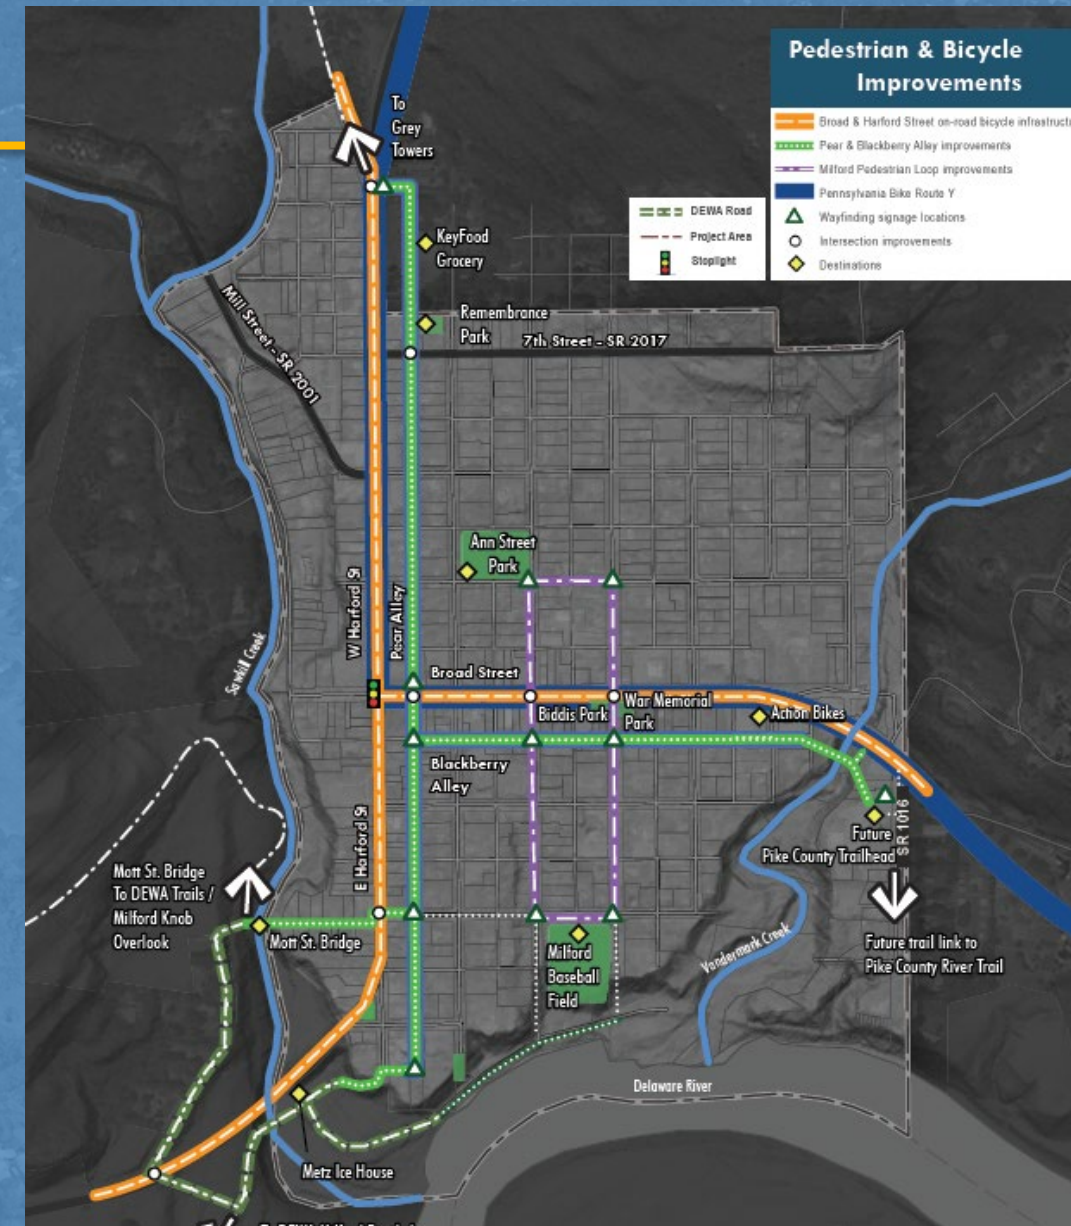 Pedestrian & Bicycle
Improvements
Broad & Harford Street on-road bicycle
Pear & Blackberry Alley improvements
Milford Pedestrian Loop improvements
Pennsylvania Bike Route Y
Wayfinding signage locations
Intersection improvements
Destinations
DEWA Road
Project Area
Stoplight
To
Grey
Towers
KeyFood
Grocery
Remembrance
Park
7th Street - SR 2017
Mill Street - SR 2001
Ann Street
Park
W Harford St
Pear Alley
Sawkill Creek
Broad Street
Biddis Park
War Memorial
Park
Action Bikes
Blackberry
Alley
E Harford St
SR 1016
Future
Pike County Trailhead
Mott St. Bridge
To DEWA Trails /
Milford Knob
Overlook
Mott St. Bridge
Milford
Baseball
Field
Vandermark Creek
Future trail link to
Pike County River Trail
Delaware River
Metz Ice House